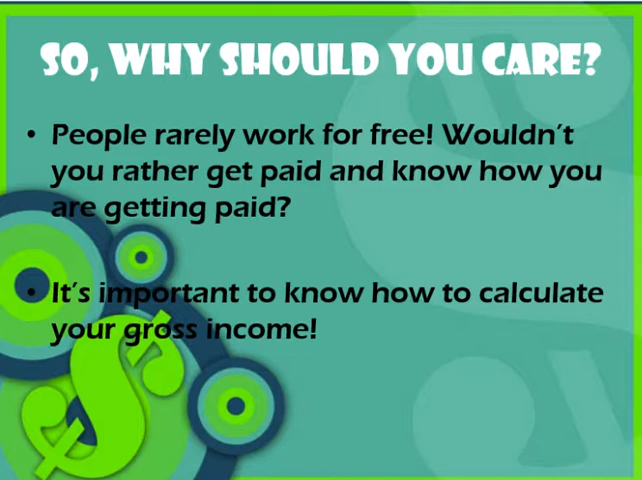 SO, WHY SHOULD YOU CARE?
• People rarely work for free! Wouldn't
you rather get paid and know how you
are getting paid?
• It's important to know how to calculate
your gross income!